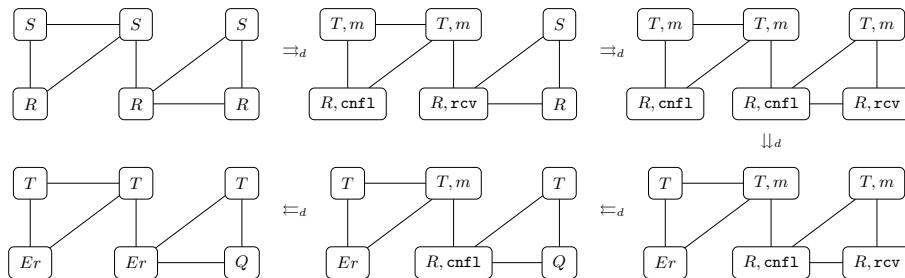 S S S ⇉d T, m T, m S ⇉d T, m T, m T, m
R R R R, cnfl R, rcv R R, cnfl R, cnfl R, rcv
⇊d
T T T ⇇d T T, m T ⇇d T T, m T, m
Er Er Q Er R, cnfl Q Er R, cnfl R, rcv